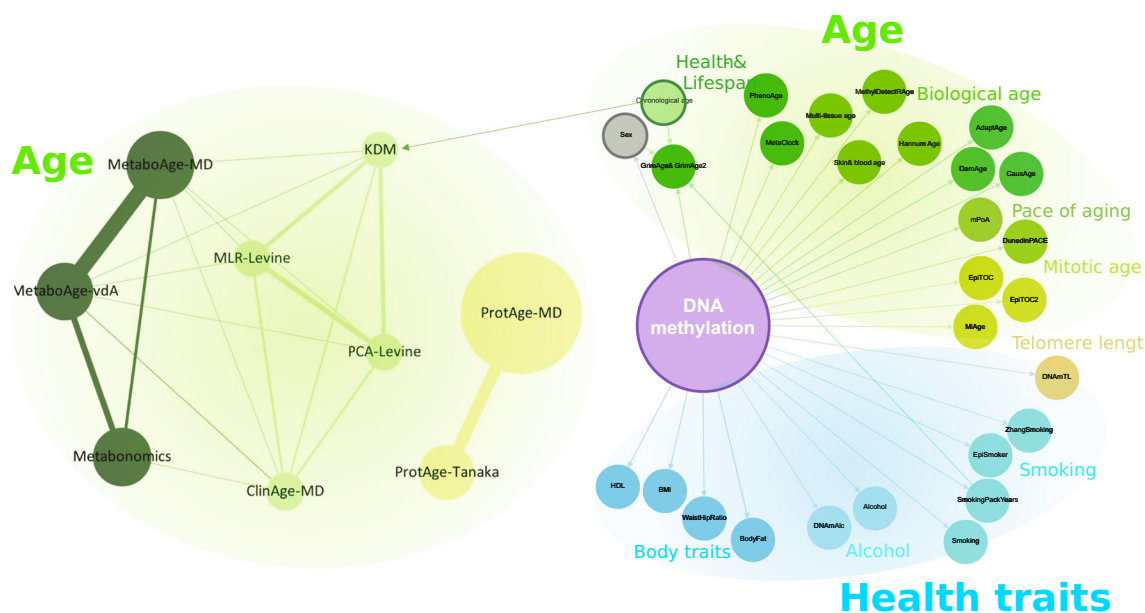 Age
MetaboAge-MD
KDM
MLR-Levine
MetaboAge-vdA
ProtAge-MD
PCA-Levine
Metabonomics
ProtAge-Tanaka
ClinAge-MD
Age
Health&
Lifespan
Chronological age
Sex
GrimAge& GrimAge2
PhenoAge
MetaClock
Multi-tissue age
MethylDetectRAge
Skin& blood age
Hannum Age
Biological age
AdaptAge
DamAge
CausAge
Pace of aging
mPoA
DunedinPACE
Mitotic age
EpiTOC
EpiTOC2
MiAge
DNA
methylation
Telomere lengt
DNAmTL
ZhangSmoking
EpiSmoker
Smoking
SmokingPackYears
Smoking
HDL
BMI
WaistHipRatio
BodyFat
Body traits
DNAmAlc
Alcohol
Alcohol
Health traits